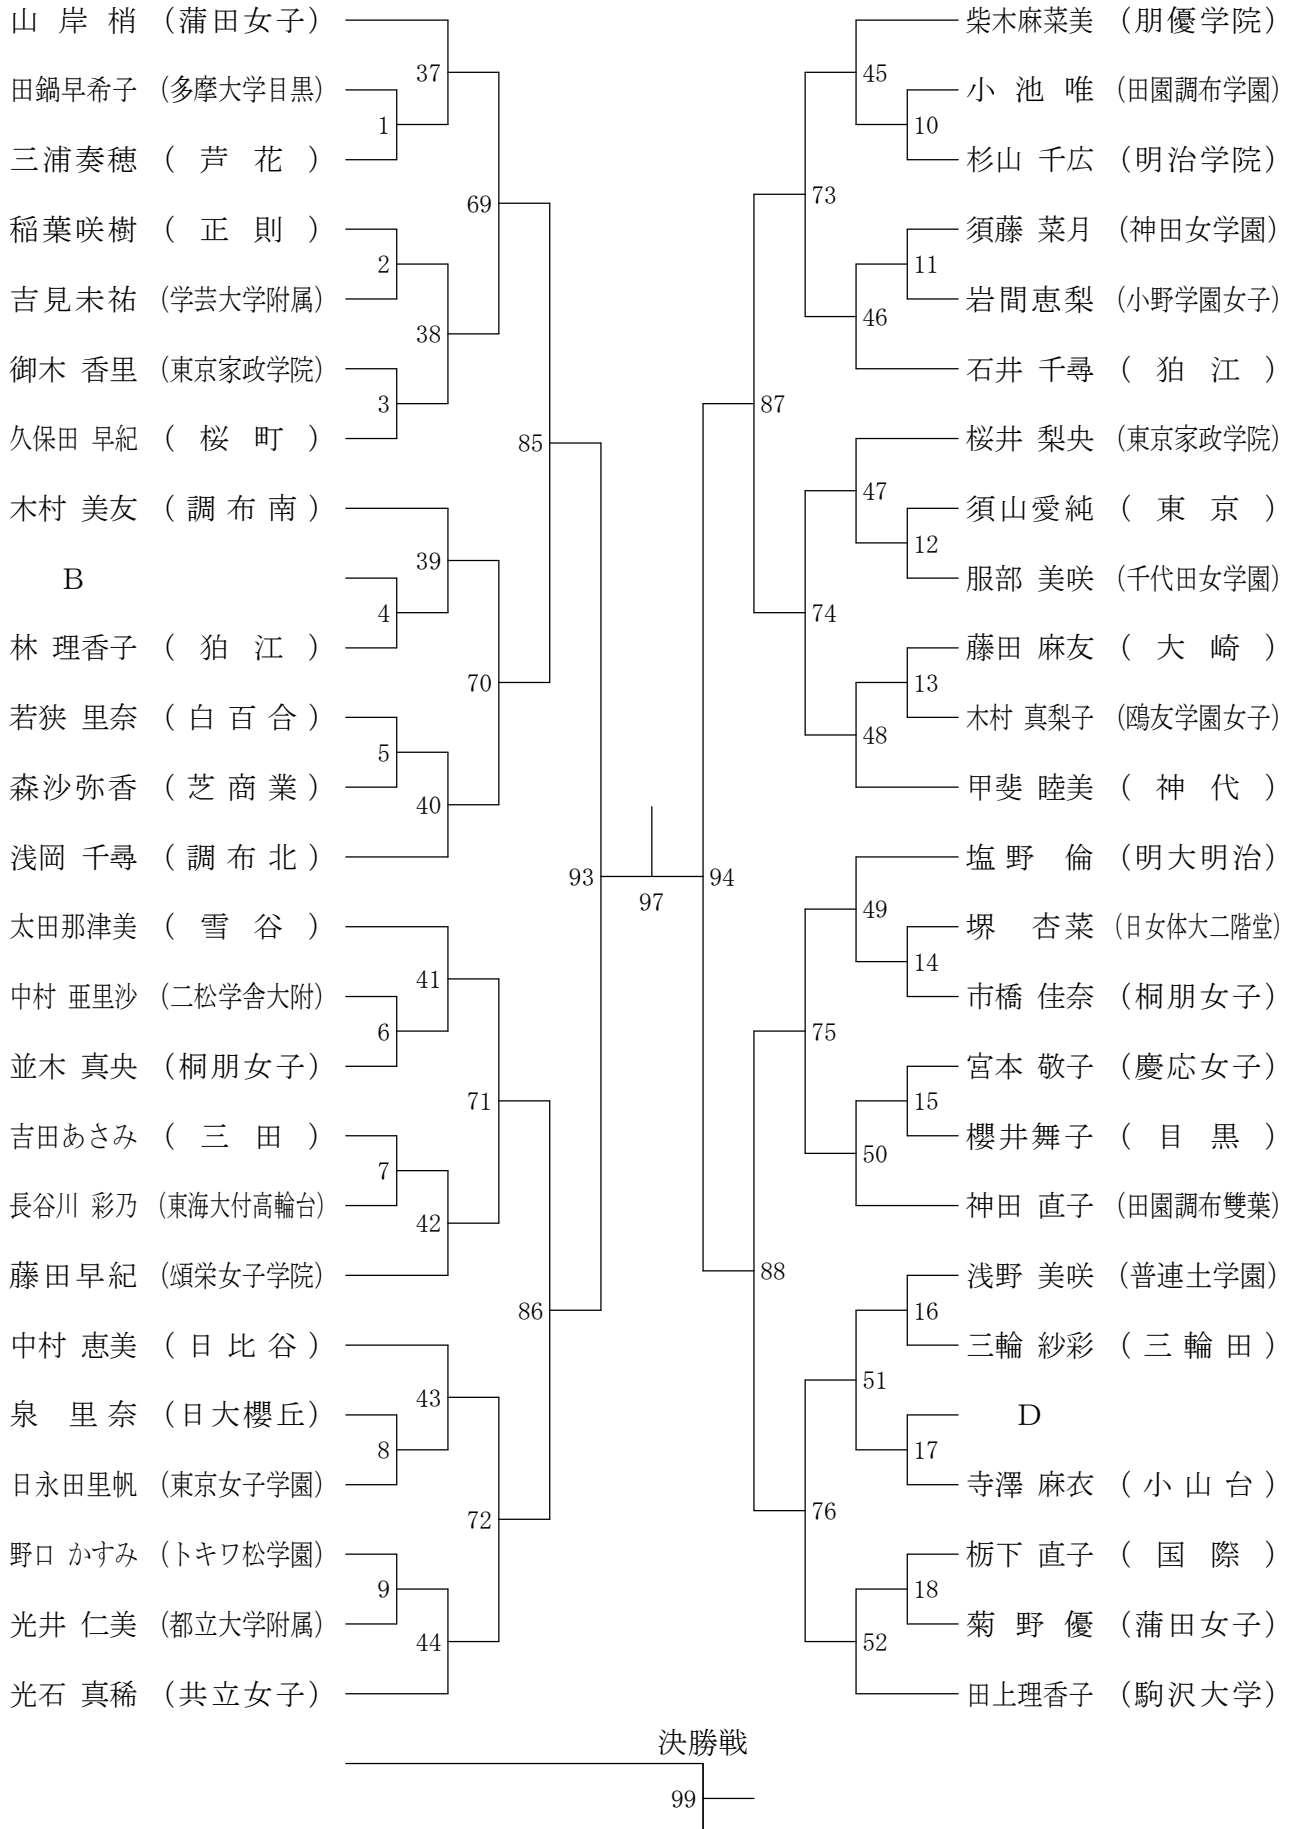 山岸 梢 (蒲田女子)
37
田鍋早希子 (多摩大学目黒)
1
三浦奏穂 (芦花)
69
稲葉咲樹 (正則)
2
吉見未祐 (学芸大学附属)
38
御木 香里 (東京家政学院)
3
久保田 早紀 (桜町)
85
木村 美友 (調布南)
39
B
4
林 理香子 (狛江)
70
若狭 里奈 (白百合)
5
森沙弥香 (芝商業)
40
浅岡 千尋 (調布北)
93
太田那津美 (雪谷)
41
中村 亜里沙 (二松学舎大附)
6
並木 真央 (桐朋女子)
71
吉田あさみ (三田)
7
長谷川 彩乃 (東海大付高輪台)
42
藤田早紀 (頌栄女子学院)
86
中村 恵美 (日比谷)
43
泉 里奈 (日大櫻丘)
8
日永田里帆 (東京女子学園)
72
野口 かすみ (トキワ松学園)
9
光井 仁美 (都立大学附属)
44
光石 真稀 (共立女子)
97
柴木麻菜美 (朋優学院)
45
小池 唯 (田園調布学園)
10
杉山 千広 (明治学院)
73
須藤 菜月 (神田女学園)
11
岩間恵梨 (小野学園女子)
46
石井 千尋 (狛江)
87
桜井 梨央 (東京家政学院)
47
須山愛純 (東京)
12
服部 美咲 (千代田女学園)
74
藤田 麻友 (大崎)
13
木村 真梨子 (鴎友学園女子)
48
甲斐 睦美 (神代)
94
塩野 倫 (明大明治)
49
堺 杏菜 (日女体大二階堂)
14
市橋 佳奈 (桐朋女子)
75
宮本 敬子 (慶応女子)
15
櫻井舞子 (目黒)
50
神田 直子 (田園調布雙葉)
88
浅野 美咲 (普連土学園)
16
三輪 紗彩 (三輪田)
51
D
17
寺澤 麻衣 (小山台)
76
栃下 直子 (国際)
18
菊野 優 (蒲田女子)
52
田上理香子 (駒沢大学)
決勝戦
99